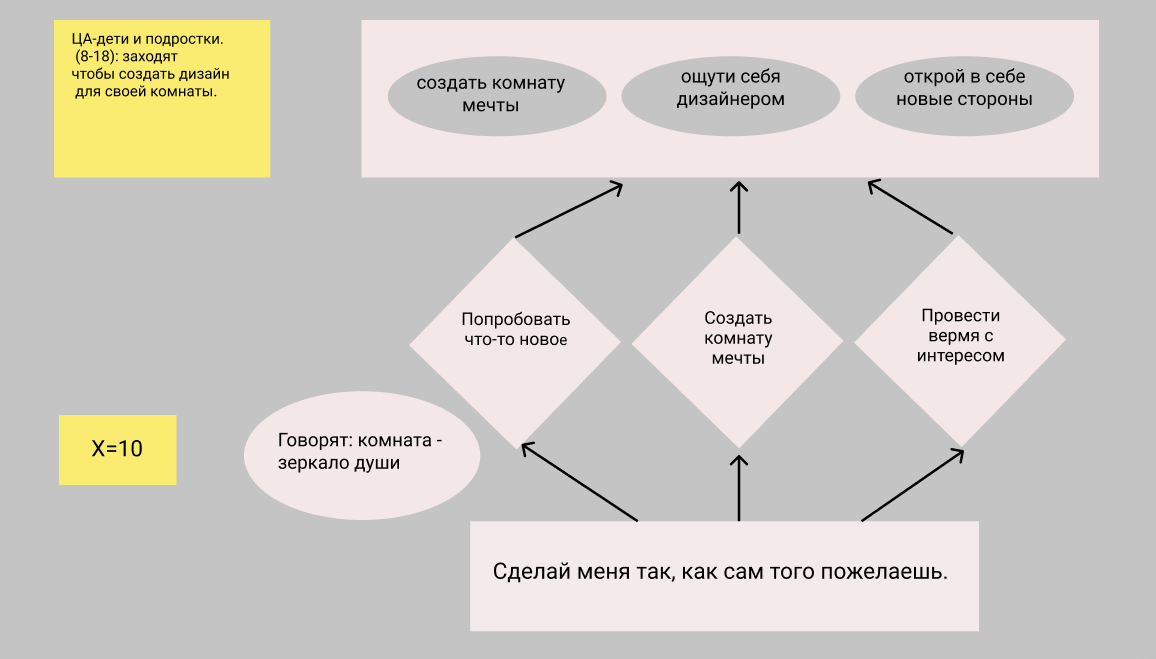 ЦА-дети и подростки.
(8-18): заходят
чтобы создать дизайн
для своей комнаты.
создать комнату
мечты
ощути себя
дизайнером
открой в себе
новые стороны
Попробовать
что-то новое
Создать
комнату
мечты
Провести
вермя с
интересом
Говорят: комната -
зеркало души
X=10
Сделай меня так, как сам того пожелаешь.